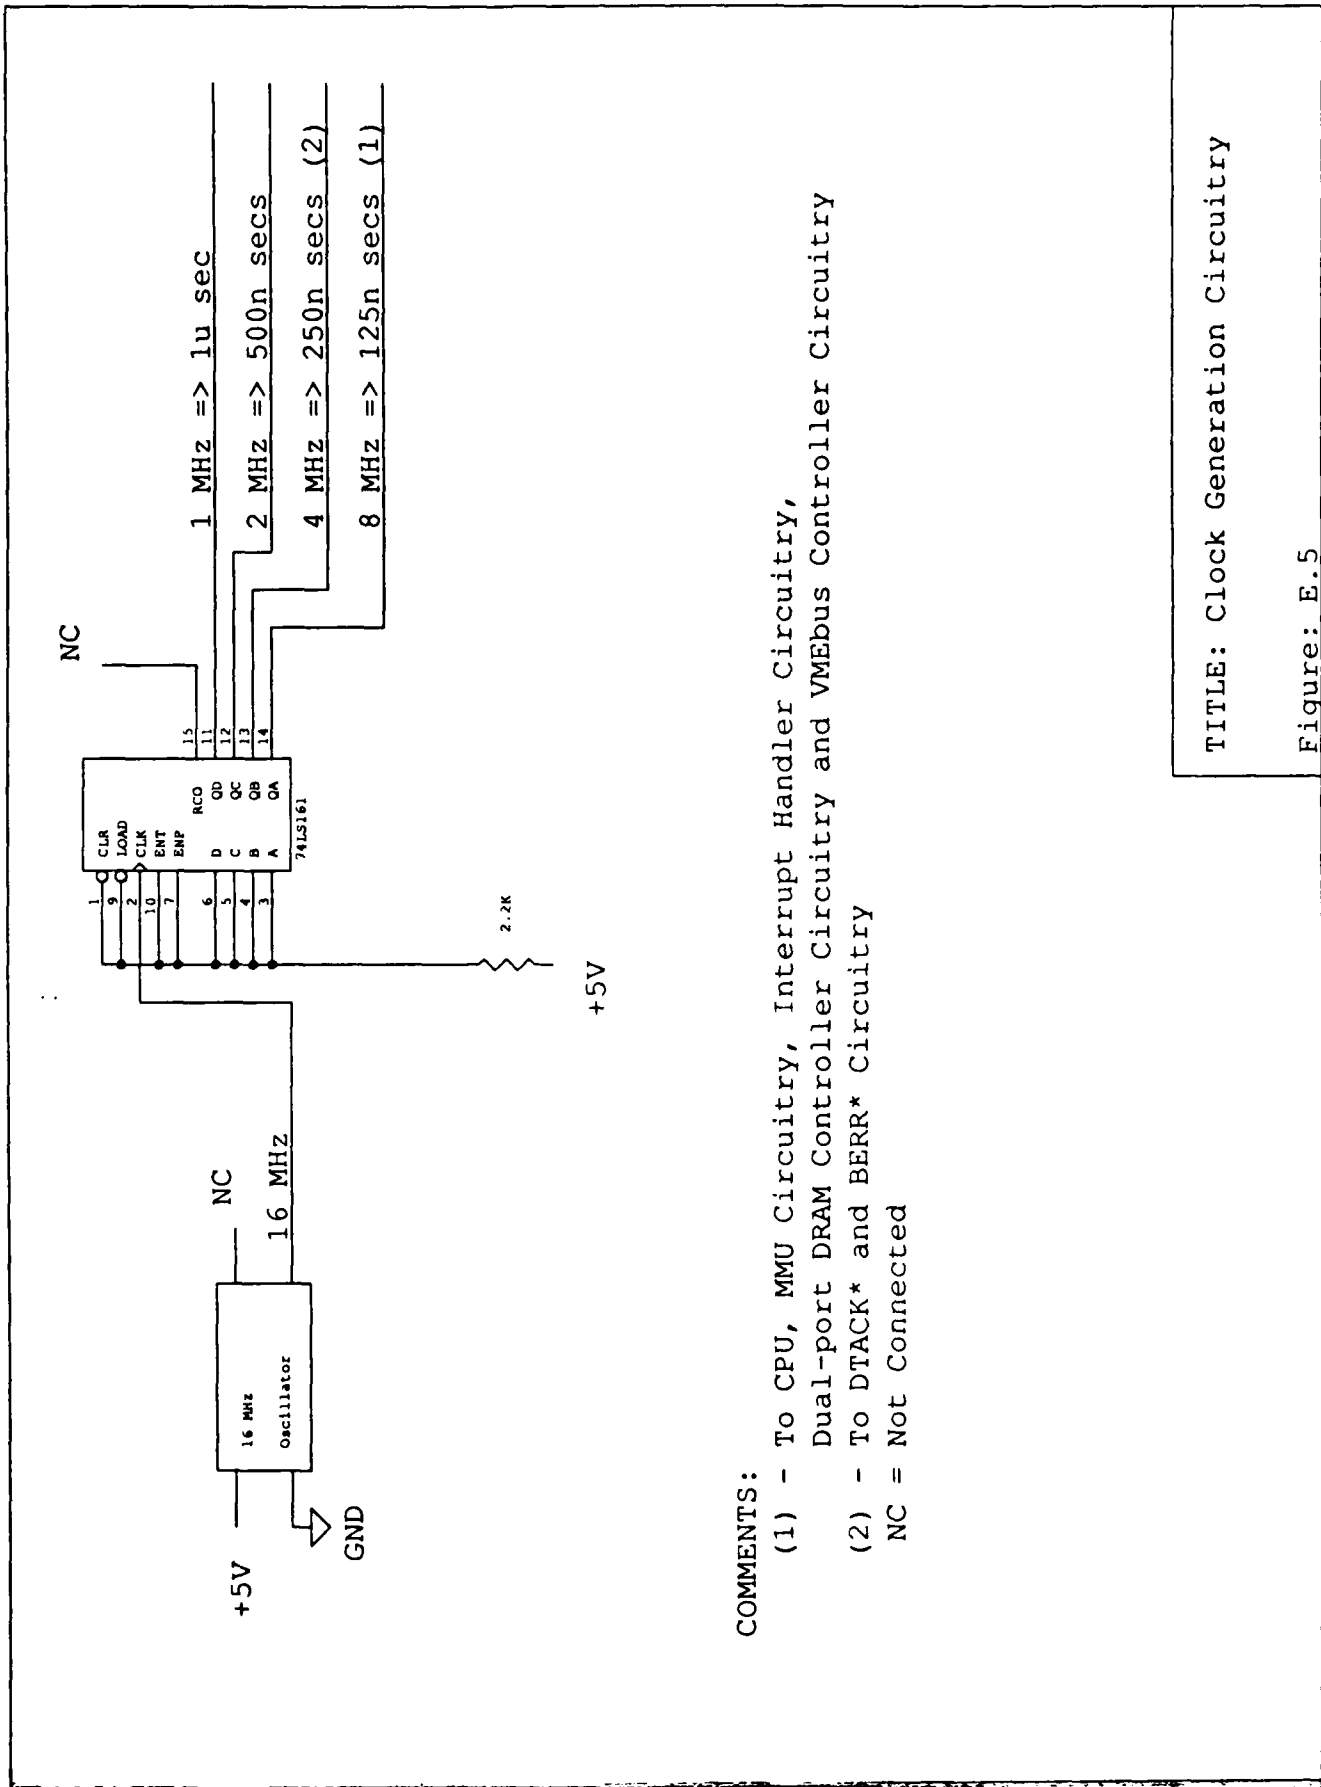 +5V
GND
16 MHz
Oscillator
NC
16 MHz
1
9
2
10
7
6
5
4
3
CLR
LOAD
CLK
ENT
ENP
D
C
B
A
RCO
QD
QC
QB
QA
74LS161
15
11
12
13
14
NC
2.2K
+5V
1 MHz => 1u sec
2 MHz => 500n secs
4 MHz => 250n secs (2)
8 MHz => 125n secs (1)
COMMENTS:
(1) - To CPU, MMU Circuitry, Interrupt Handler Circuitry,
Dual-port DRAM Controller Circuitry and VMEbus Controller Circuitry
(2) - To DTACK* and BERR* Circuitry
NC = Not Connected
TITLE: Clock Generation Circuitry
Figure: E.5